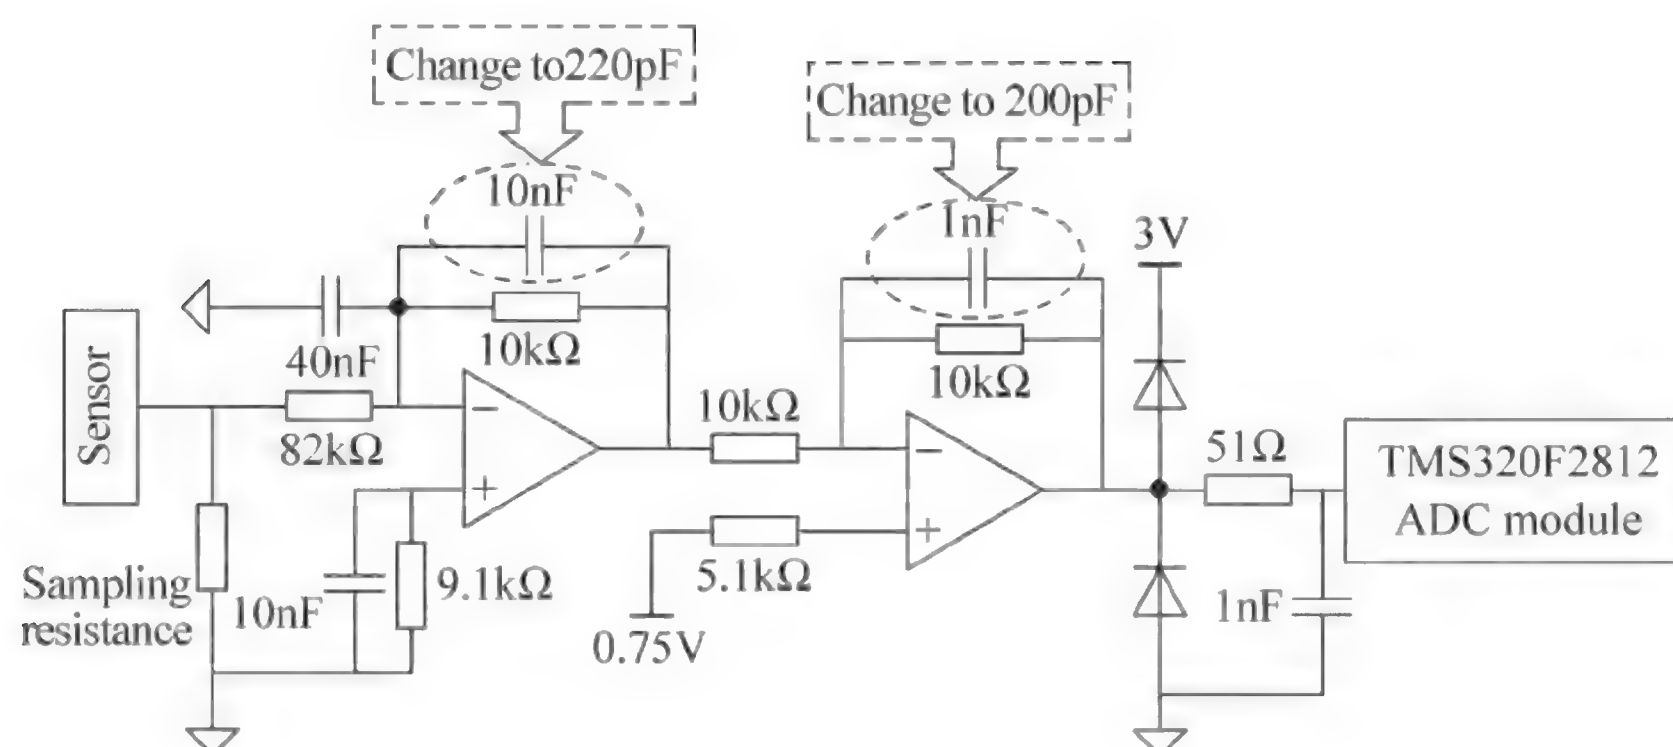 Change to220pF
Change to 200pF
10nF
1nF
3V
40nF
10kΩ
10kΩ
Sensor
82kΩ
10kΩ
51Ω
TMS320F2812
ADC module
−
+
−
+
Sampling
resistance
10nF
9.1kΩ
5.1kΩ
0.75V
1nF